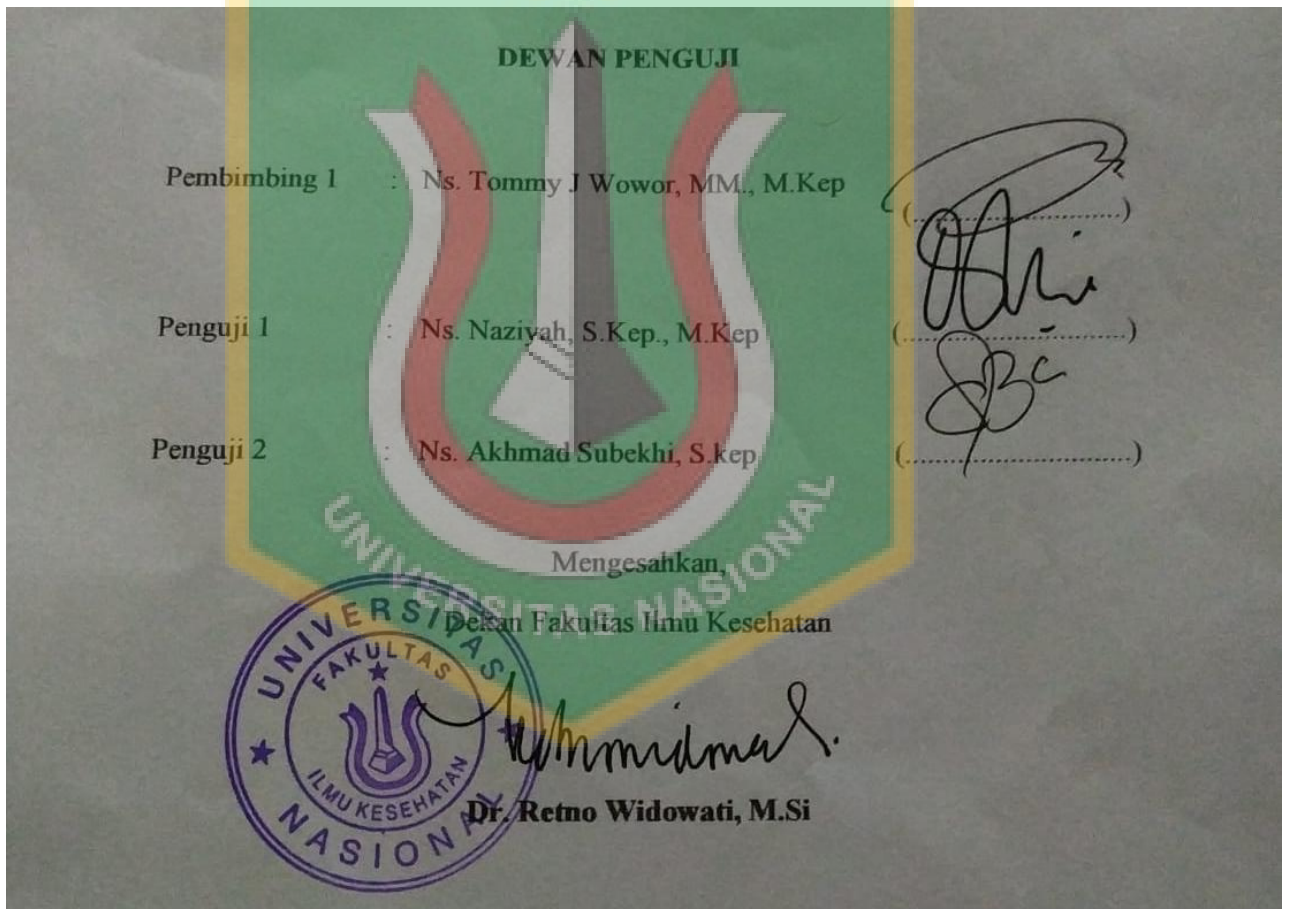 DEWAN PENGUJI
Pembimbing 1 : Ns. Tommy J Wowor, MM., M.Kep (..............................)
Penguji 1 : Ns. Naziyah, S.Kep., M.Kep (..............................)
Penguji 2 : Ns. Akhmad Subekhi, S.kep (..............................)
UNIVERSITAS NASIONAL
Mengesahkan,
Dekan Fakultas Ilmu Kesehatan
UNIVERSITAS
FAKULTAS
ILMU KESEHATAN
NASIONAL
Dr. Retno Widowati, M.Si